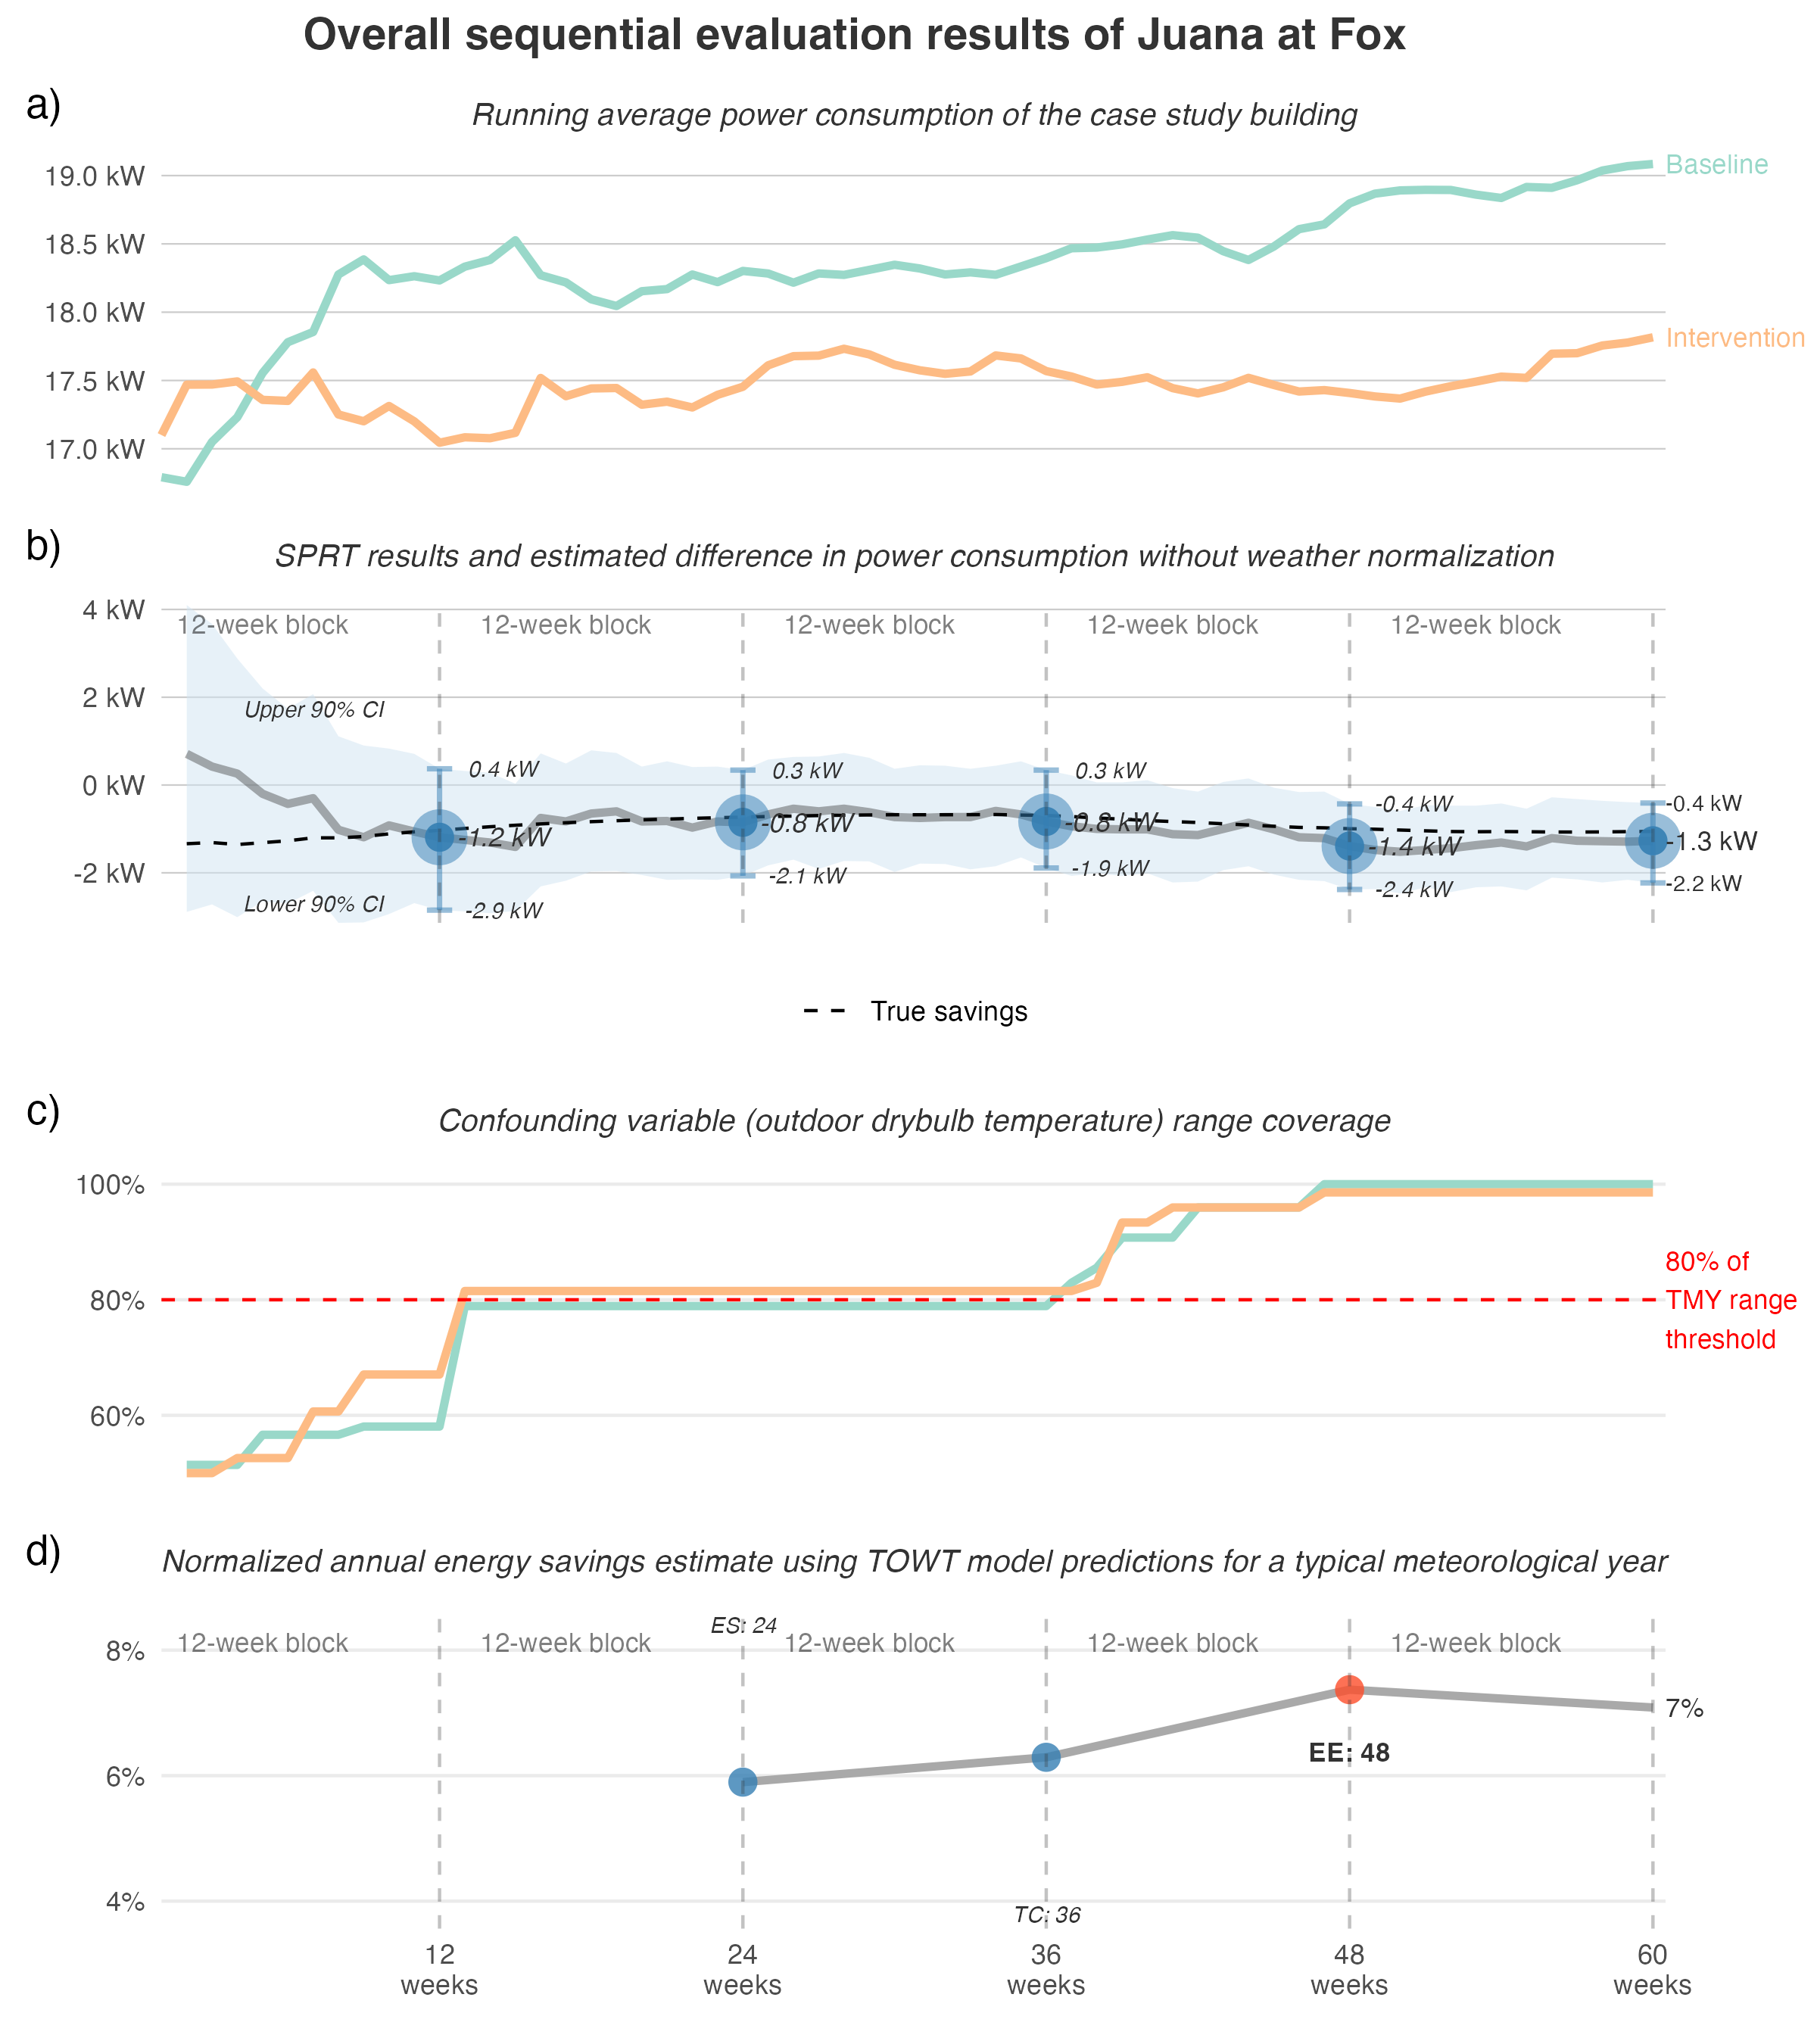 Overall sequential evaluation results of Juana at Fox
a)
Running average power consumption of the case study building
19.0 kW
18.5 kW
18.0 kW
17.5 kW
17.0 kW
Baseline
Intervention
b)
SPRT results and estimated difference in power consumption without weather normalization
4 kW
2 kW
0 kW
-2 kW
12-week block
12-week block
12-week block
12-week block
12-week block
Upper 90% CI
Lower 90% CI
0.4 kW
-1.2 kW
-2.9 kW
0.3 kW
-0.8 kW
-2.1 kW
0.3 kW
-0.8 kW
-1.9 kW
-0.4 kW
-1.4 kW
-2.4 kW
-0.4 kW
-1.3 kW
-2.2 kW
True savings
c)
Confounding variable (outdoor drybulb temperature) range coverage
100%
80%
60%
80% of
TMY range
threshold
d)
Normalized annual energy savings estimate using TOWT model predictions for a typical meteorological year
8%
6%
4%
12-week block
12-week block
12-week block
12-week block
12-week block
ES: 24
TC: 36
EE: 48
7%
12
weeks
24
weeks
36
weeks
48
weeks
60
weeks